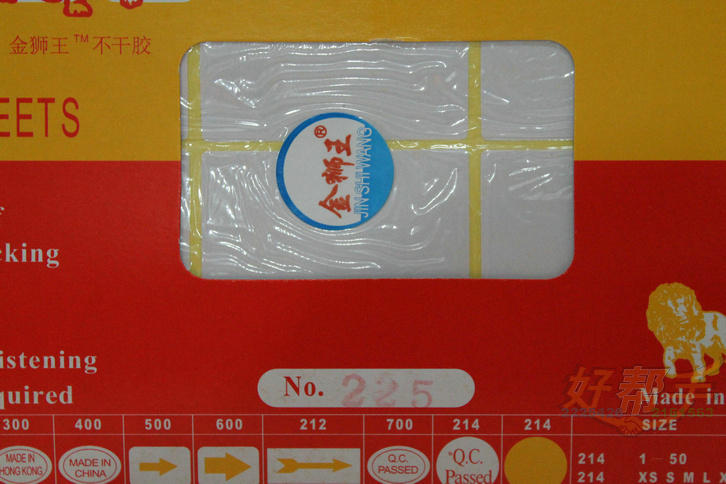 金狮王™不干胶
EETS
金狮王®
JIN SHI WANG
cking
istening
quired
No. 225
好帮手
Made in
300 400 500 600 212 700 214 214 SIZE
MADE IN HONG KONG
MADE IN CHINA
Q.C. PASSED
"Q.C. Passed
214 1—50
214 XS S M L X